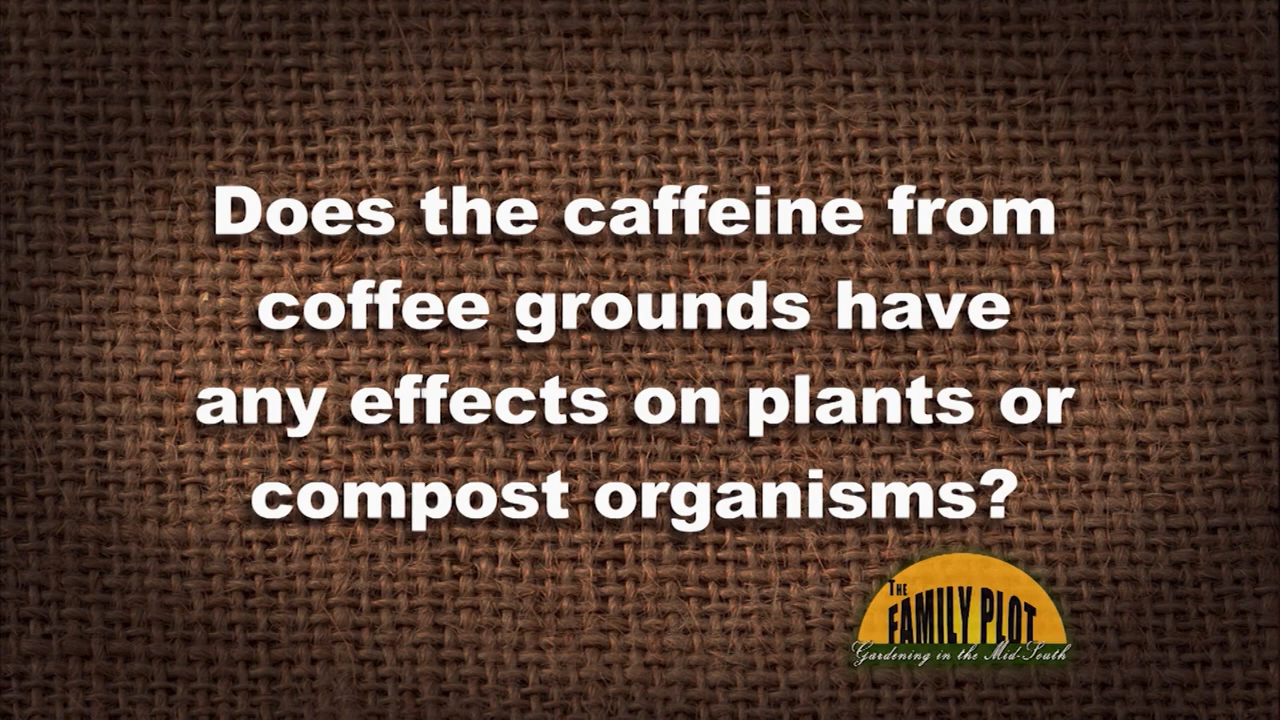 Does the caffeine from
coffee grounds have
any effects on plants or
compost organisms?
THE
FAMILY PLOT
Gardening in the Mid-South